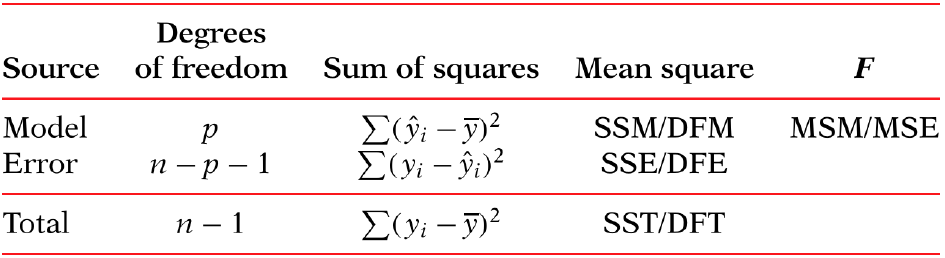 Degrees
Source of freedom Sum of squares Mean square F
Model p ∑(ŷᵢ − ȳ)² SSM/DFM MSM/MSE
Error n − p − 1 ∑(yᵢ − ŷᵢ)² SSE/DFE
Total n − 1 ∑(yᵢ − ȳ)² SST/DFT